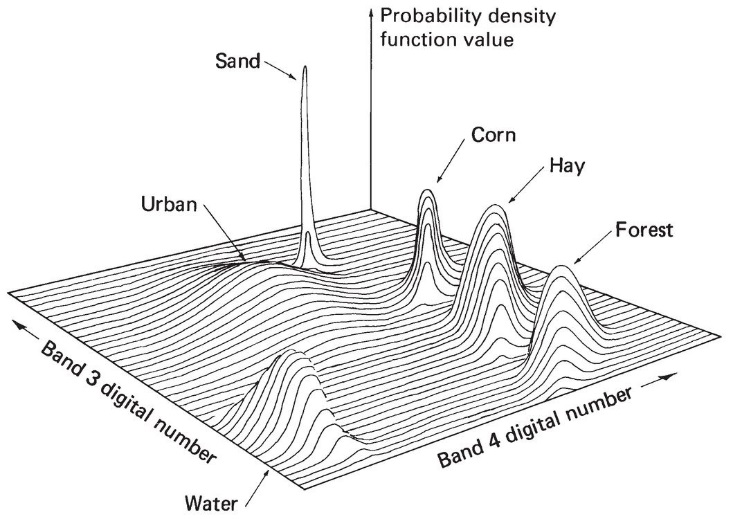 Probability density
function value
Sand
Corn
Hay
Urban
Forest
Band 3 digital number
Band 4 digital number
Water